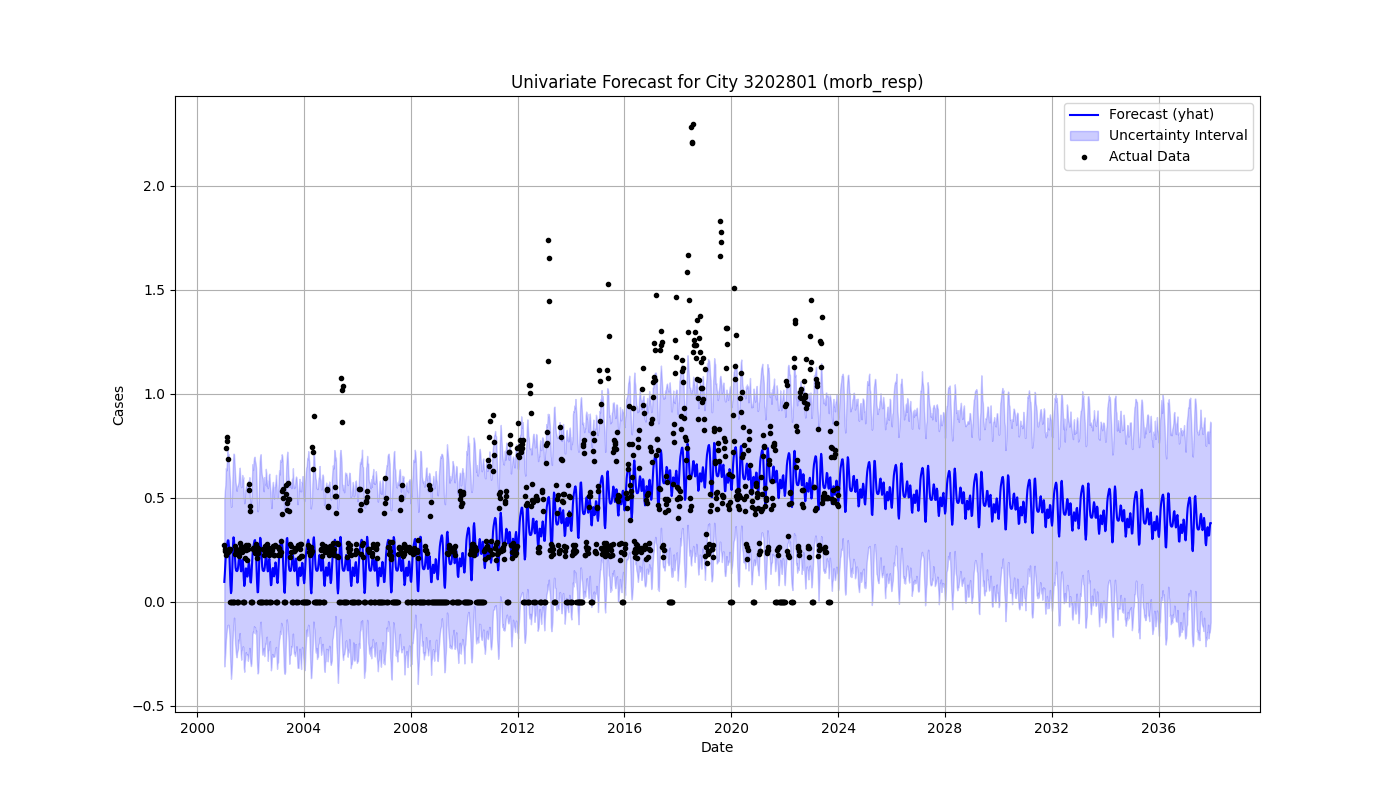 Univariate Forecast for City 3202801 (morb_resp)
Forecast (yhat)
Uncertainty Interval
Actual Data
Cases
2.0
1.5
1.0
0.5
0.0
−0.5
2000 2004 2008 2012 2016 2020 2024 2028 2032 2036
Date